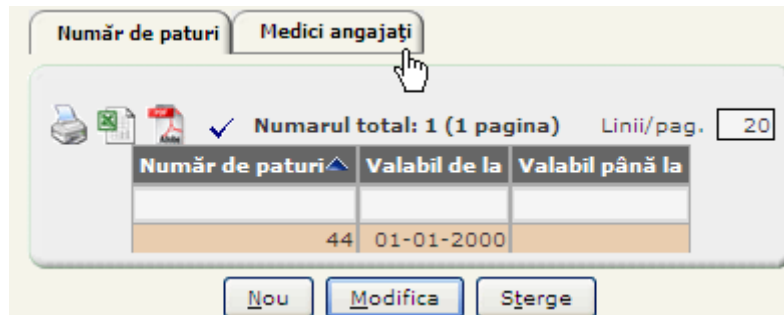 Număr de paturi Medici angajați
Numarul total: 1 (1 pagina) Linii/pag. 20
Număr de paturi Valabil de la Valabil până la
44 01-01-2000
Nou Modifica Sterge